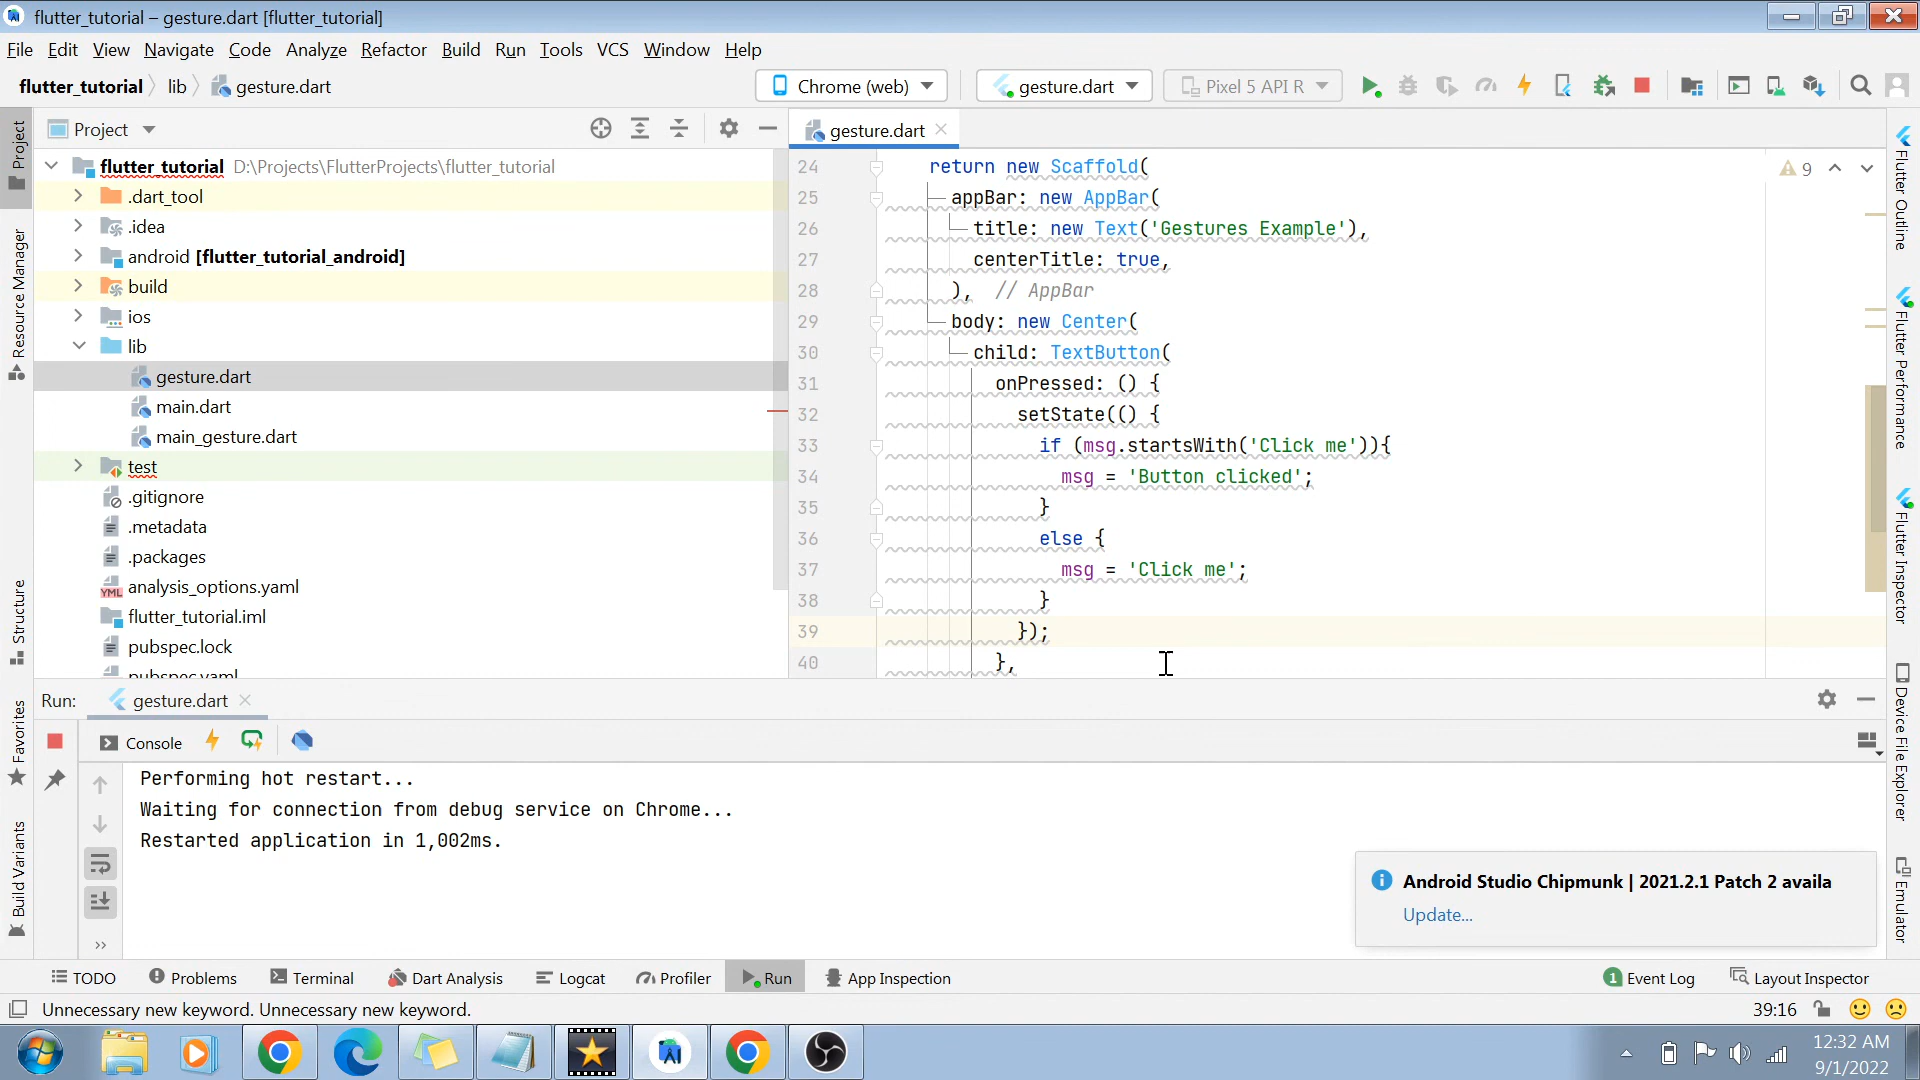 flutter_tutorial – gesture.dart [flutter_tutorial]
File Edit View Navigate Code Analyze Refactor Build Run Tools VCS Window Help
flutter_tutorial lib gesture.dart Chrome (web) gesture.dart Pixel 5 API R
Project
gesture.dart
Project
Resource Manager
Structure
Favorites
Build Variants
flutter_tutorial D:\Projects\FlutterProjects\flutter_tutorial
.dart_tool
.idea
android [flutter_tutorial_android]
build
ios
lib
gesture.dart
main.dart
main_gesture.dart
test
.gitignore
.metadata
.packages
analysis_options.yaml
flutter_tutorial.iml
pubspec.lock
pubspec.yaml
9
24 return new Scaffold(
25 appBar: new AppBar(
26 title: new Text('Gestures Example'),
27 centerTitle: true,
28 ), // AppBar
29 body: new Center(
30 child: TextButton(
31 onPressed: () {
32 setState(() {
33 if (msg.startsWith('Click me')){
34 msg = 'Button clicked';
35 }
36 else {
37 msg = 'Click me';
38 }
39 });
40 },
Flutter Outline
Flutter Performance
Flutter Inspector
Device File Explorer
Emulator
Run: gesture.dart
Console
Performing hot restart...
Waiting for connection from debug service on Chrome...
Restarted application in 1,002ms.
Android Studio Chipmunk | 2021.2.1 Patch 2 availa
Update...
TODO Problems Terminal Dart Analysis Logcat Profiler Run App Inspection 1 Event Log Layout Inspector
Unnecessary new keyword. Unnecessary new keyword. 39:16
12:32 AM
9/1/2022